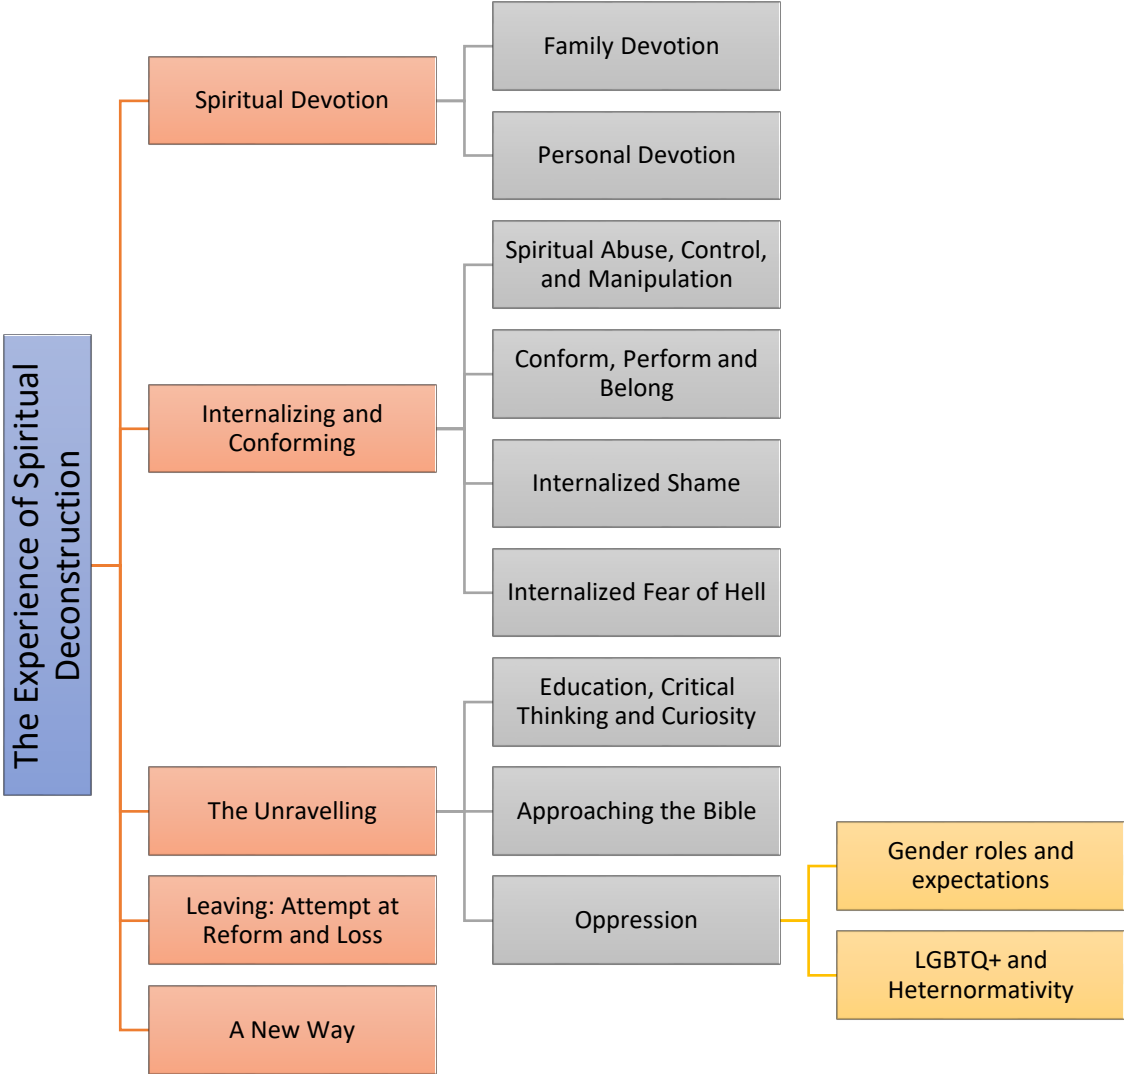 The Experience of Spiritual
Deconstruction
Spiritual Devotion
Family Devotion
Personal Devotion
Internalizing and
Conforming
Spiritual Abuse, Control,
and Manipulation
Conform, Perform and
Belong
Internalized Shame
Internalized Fear of Hell
The Unravelling
Education, Critical
Thinking and Curiosity
Approaching the Bible
Oppression
Gender roles and
expectations
LGBTQ+ and
Heternormativity
Leaving: Attempt at
Reform and Loss
A New Way